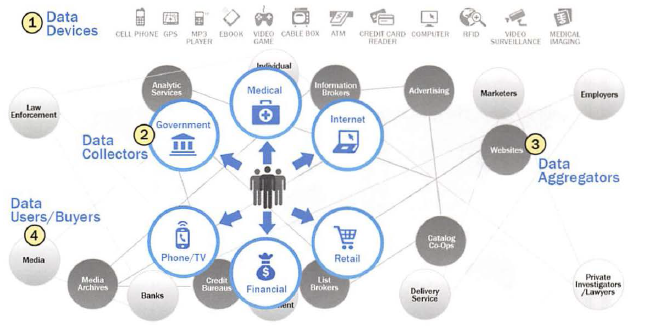 1 Data
Devices
CELL PHONE GPS MP3 PLAYER EBOOK VIDEO GAME CABLE BOX ATM CREDIT CARD READER COMPUTER RFID VIDEO SURVEILLANCE MEDICAL IMAGING
Individual
Analytic
Services
Medical
Information
Brokers
Advertising
Marketers
Employers
Law
Enforcement
Government
Internet
2
Data
Collectors
Websites
3
Data
Aggregators
Data
Users/Buyers
4
Media
Phone/TV
Retail
Catalog
Co-Ops
Media
Archives
Banks
Credit
Bureaus
Financial
List
Brokers
Delivery
Service
Private
Investigators
/Lawyers